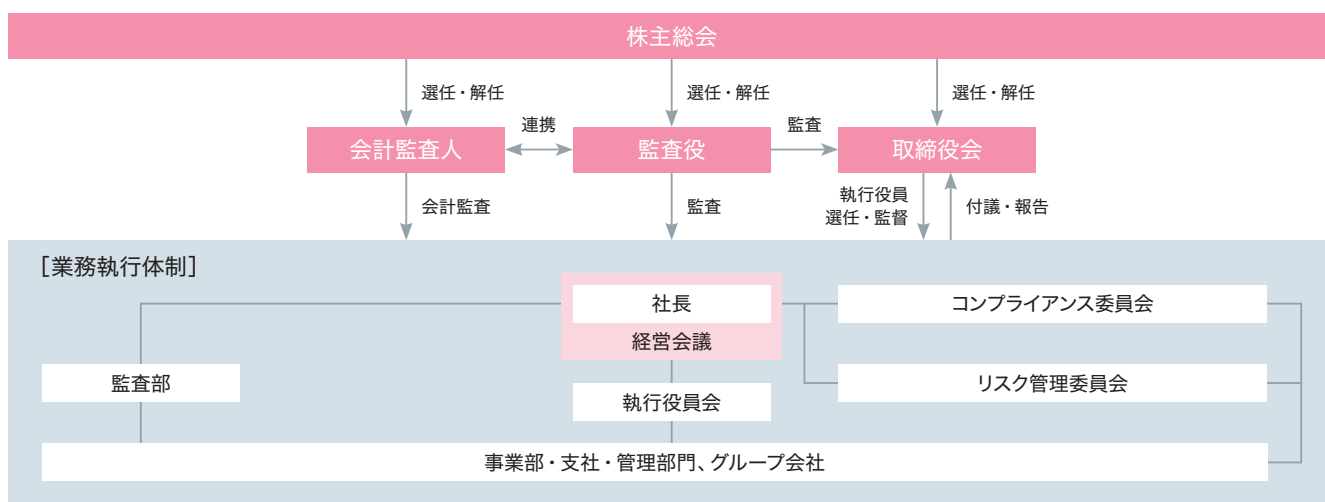 株主総会
選任・解任
選任・解任
選任・解任
連携
監査
会計監査人
監査役
取締役会
会計監査
監査
執行役員
選任・監督
付議・報告
[業務執行体制]
社長
経営会議
コンプライアンス委員会
監査部
執行役員会
リスク管理委員会
事業部・支社・管理部門、グループ会社